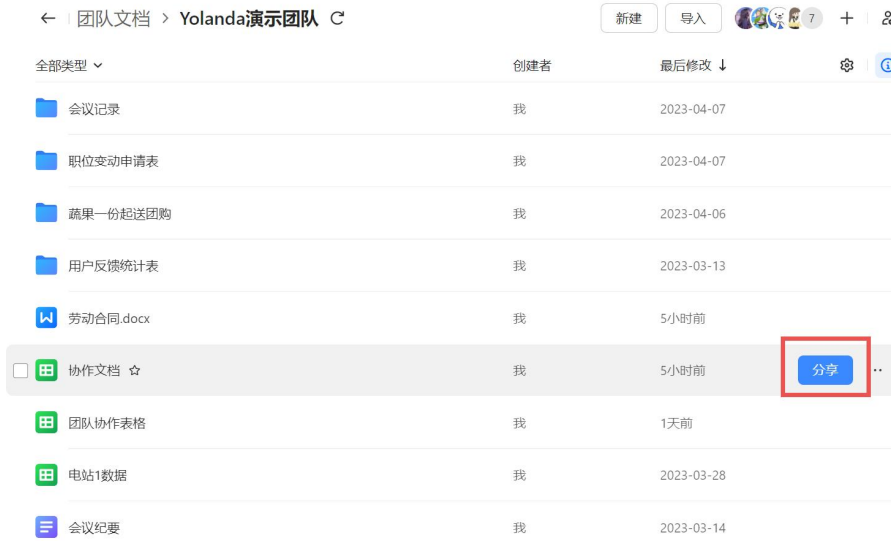 团队文档 > Yolanda演示团队 新建 导入 7
全部类型 创建者 最后修改
会议记录 我 2023-04-07
职位变动申请表 我 2023-04-07
蔬果一份起送团购 我 2023-04-06
用户反馈统计表 我 2023-03-13
劳动合同.docx 我 5小时前
协作文档 我 5小时前 分享
团队协作表格 我 1天前
电站1数据 我 2023-03-28
会议纪要 我 2023-03-14